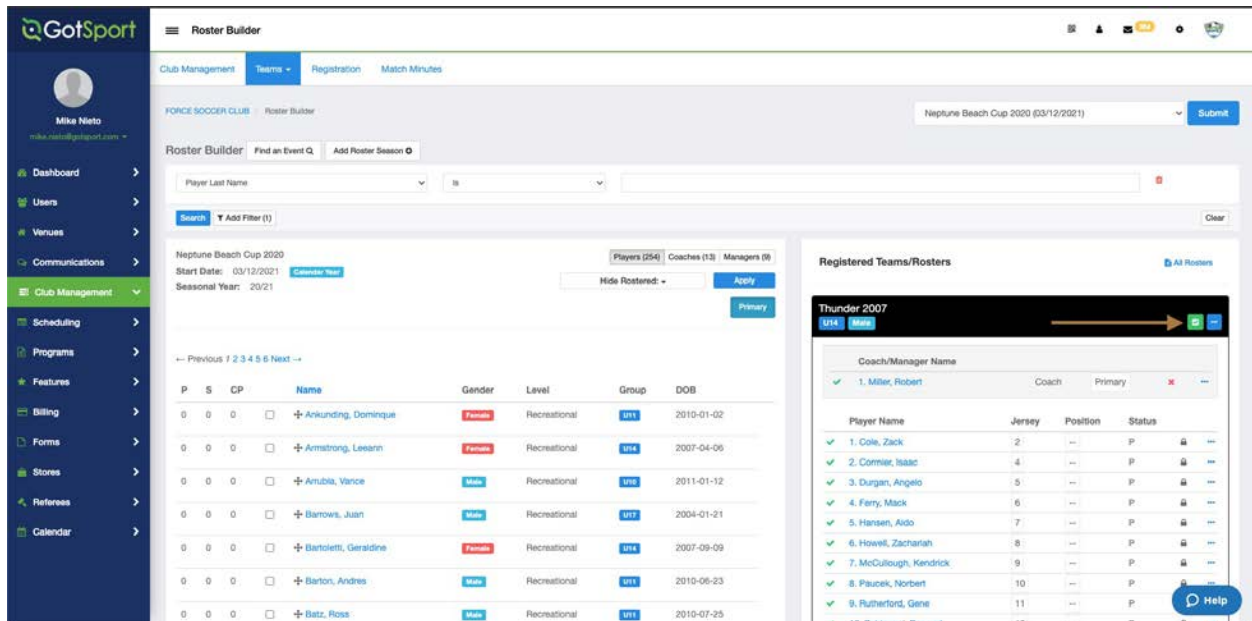 GotSport
Roster Builder
Mike Nieto
Dashboard
Users
Venues
Communications
Club Management
Scheduling
Programs
Features
Billing
Forms
Stores
Referees
Calendar
Club Management Teams Registration Match Minutes
FORCE SOCCER CLUB Roster Builder
Neptune Beach Cup 2020 (03/12/2021) Submit
Roster Builder Find an Event Add Roster Season
Player Last Name Is
Search Add Filter (1) Clear
Neptune Beach Cup 2020 Players (254) Coaches (13) Managers (9)
Start Date: 03/12/2021 Calendar Year Hide Rostered: Apply
Seasonal Year: 20/21
Primary
← Previous 1 2 3 4 5 6 Next →
P S CP Name Gender Level Group DOB
0 0 0 Ankunding, Dominque Female Recreational U11 2010-01-02
0 0 0 Armstrong, Leeann Female Recreational U14 2007-04-06
0 0 0 Arrubla, Vance Male Recreational U10 2011-01-12
0 0 0 Barrows, Juan Male Recreational U17 2004-01-21
0 0 0 Bartoletti, Geraldine Female Recreational U14 2007-09-09
0 0 0 Barton, Andres Male Recreational U11 2010-06-23
0 0 0 Batz, Ross Male Recreational U11 2010-07-25
Registered Teams/Rosters All Rosters
Thunder 2007
U14 Male
Coach/Manager Name
1. Miller, Robert Coach Primary
Player Name Jersey Position Status
1. Cole, Zack 2 -- P
2. Cormier, Isaac 4 -- P
3. Durgan, Angelo 5 -- P
4. Ferry, Mack 6 -- P
5. Hansen, Aldo 7 -- P
6. Howell, Zachariah 8 -- P
7. McCullough, Kendrick 9 -- P
8. Paucek, Norbert 10 -- P
9. Rutherford, Gene 11 -- P
Help